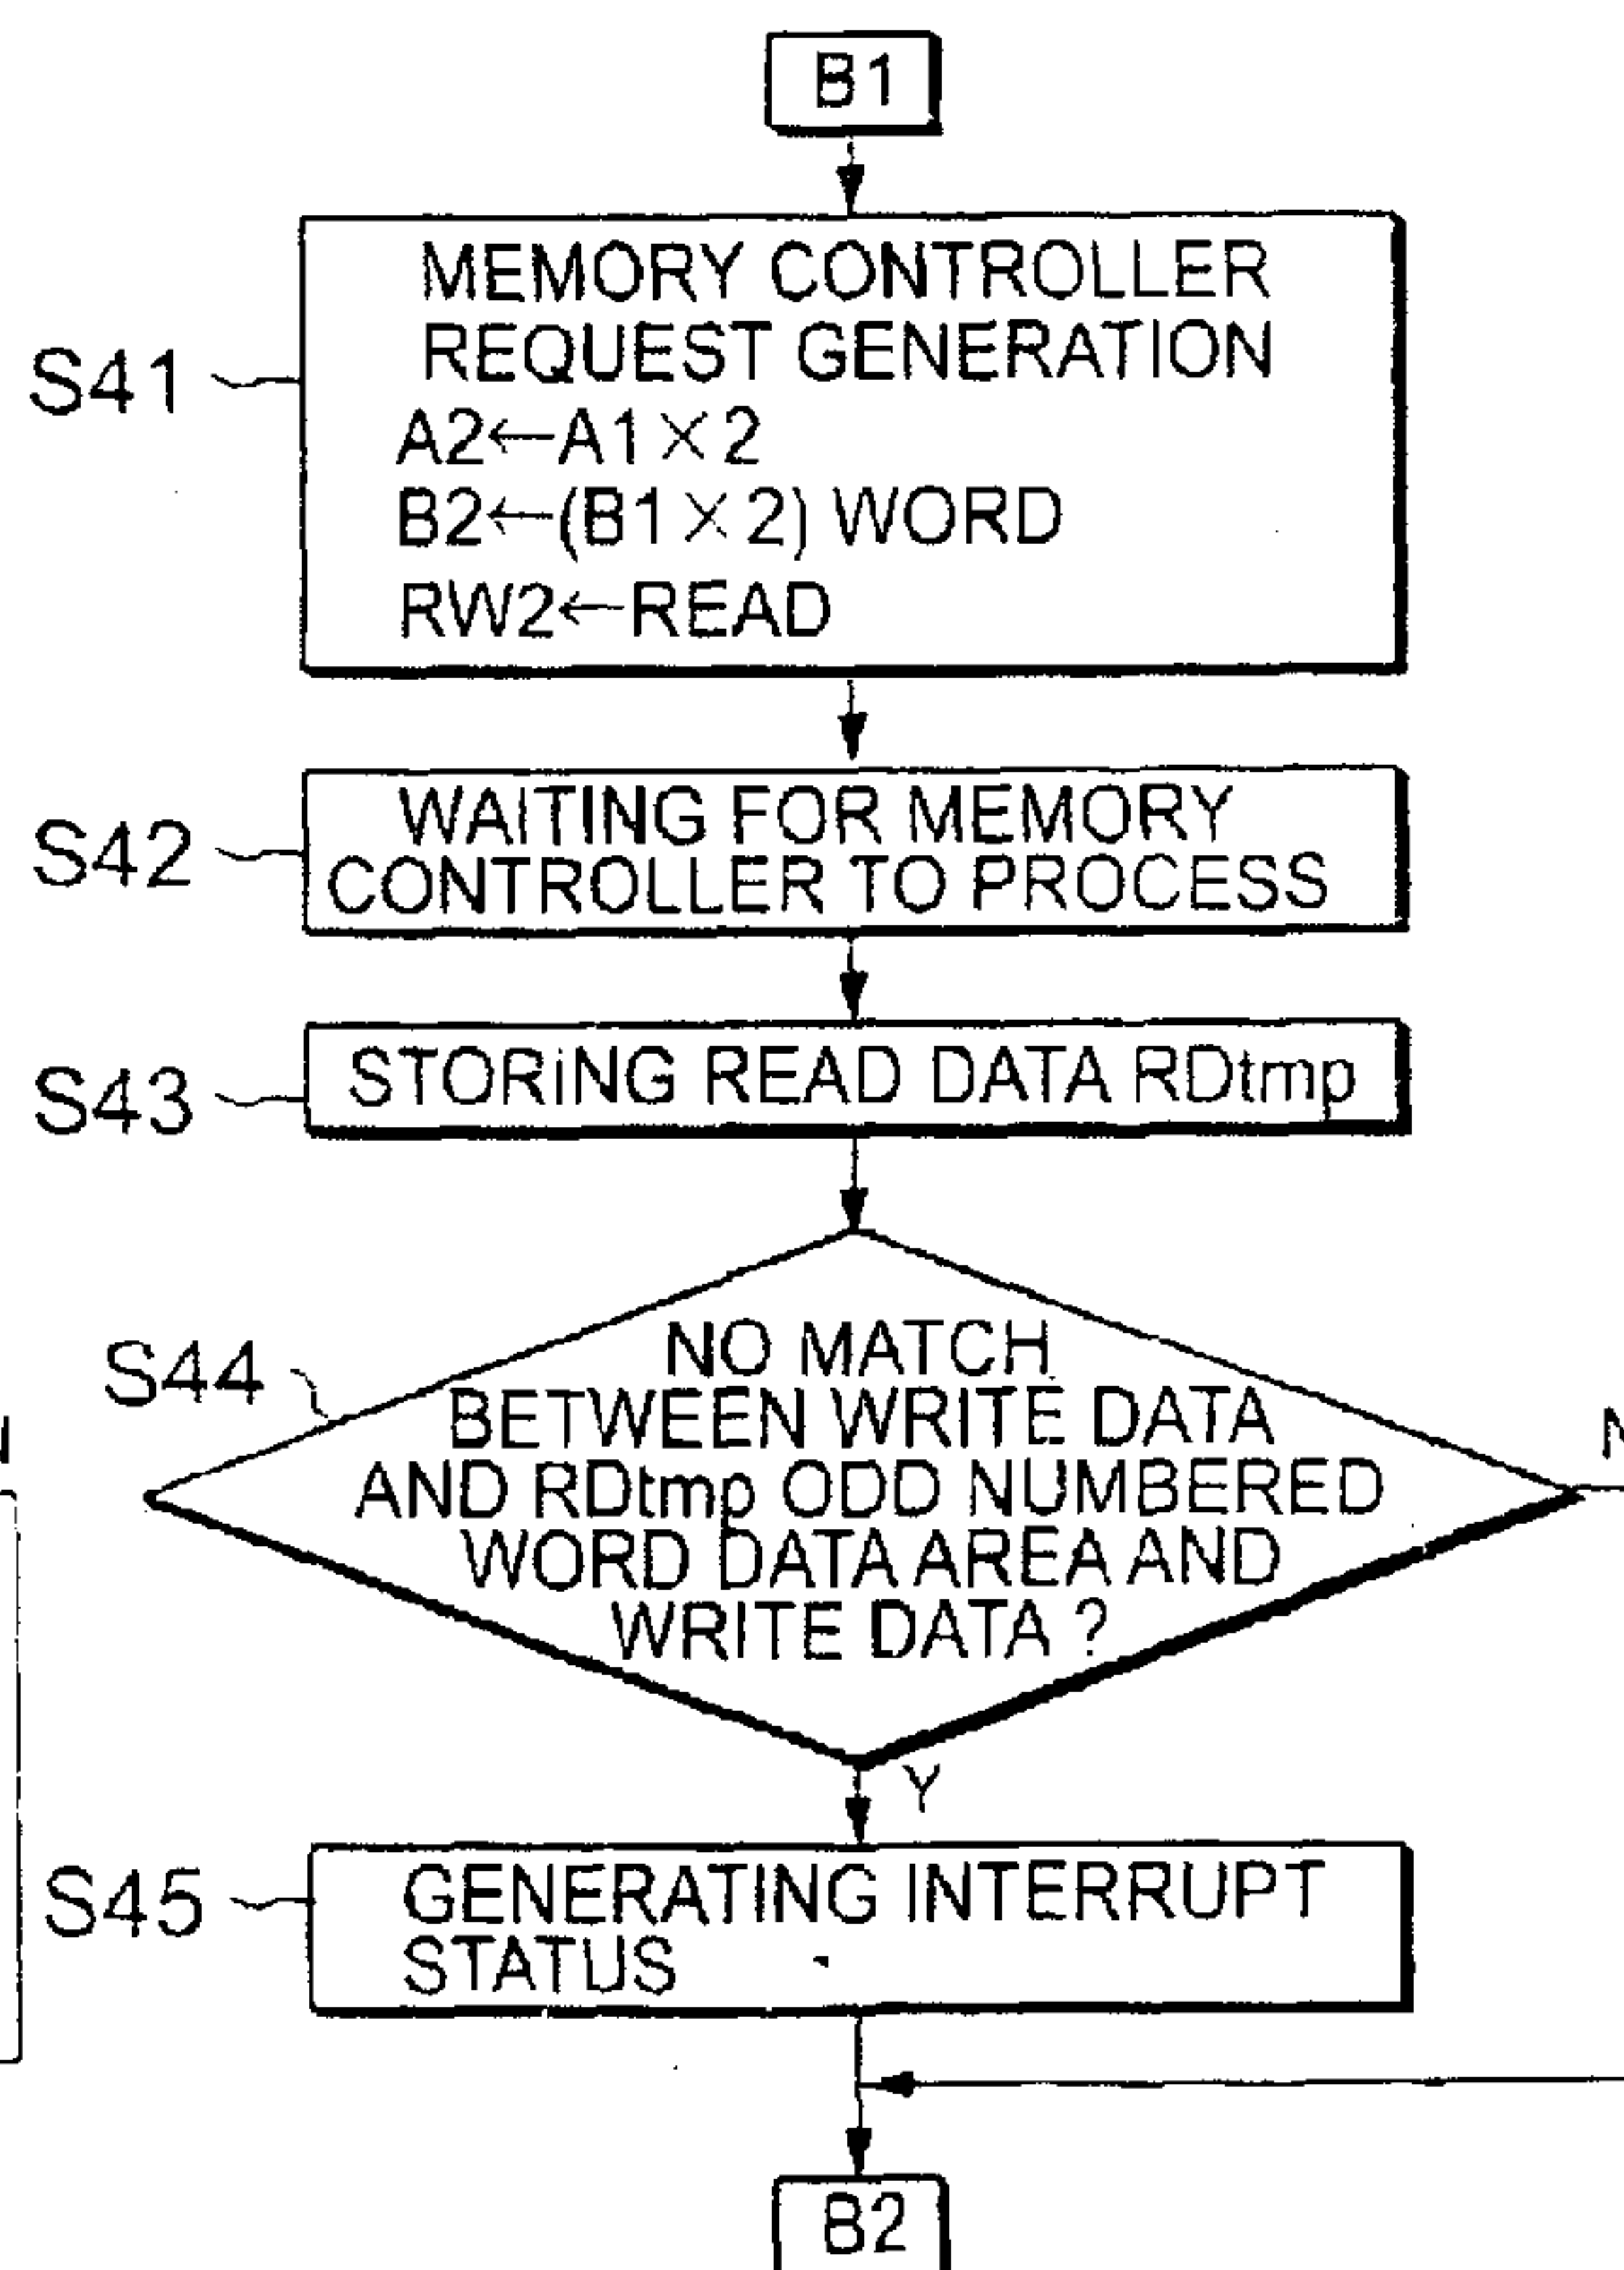 B1
S41
MEMORY CONTROLLER
REQUEST GENERATION
A2←A1×2
B2←(B1×2) WORD
RW2←READ
S42
WAITING FOR MEMORY
CONTROLLER TO PROCESS
S43
STORiNG READ DATA RDtmp
S44
NO MATCH
BETWEEN WRITE DATA
AND RDtmp ODD NUMBERED
WORD DATA AREA AND
WRITE DATA ?
Y
S45
GENERATING INTERRUPT
STATUS
B2